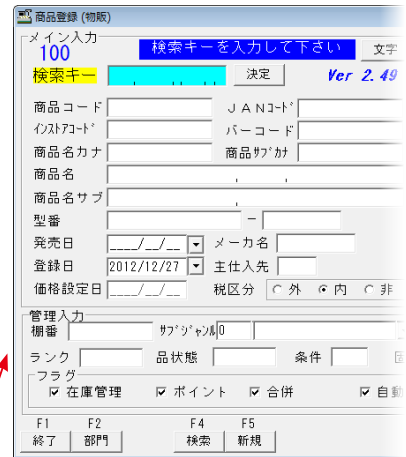 商品登録 (物販)
メイン入力
100 検索キーを入力して下さい 文字
検索キー 決定 Ver 2.49
商品コード ＪＡＮｺｰﾄﾞ
ｲﾝｽﾄｱｺｰﾄﾞ バーコード
商品名カナ 商品ｻﾌﾞｶﾅ
商品名
商品名サブ
型番 －
発売日 ____/__/__ メーカ名
登録日 2012/12/27 主仕入先
価格設定日 ____/__/__ 税区分 外 内 非
管理入力
棚番 ｻﾌﾞｼﾞｬﾝﾙ 0
ランク 品状態 条件
フラグ
在庫管理 ポイント 合併 自動
F1 F2 F4 F5
終了 部門 検索 新規